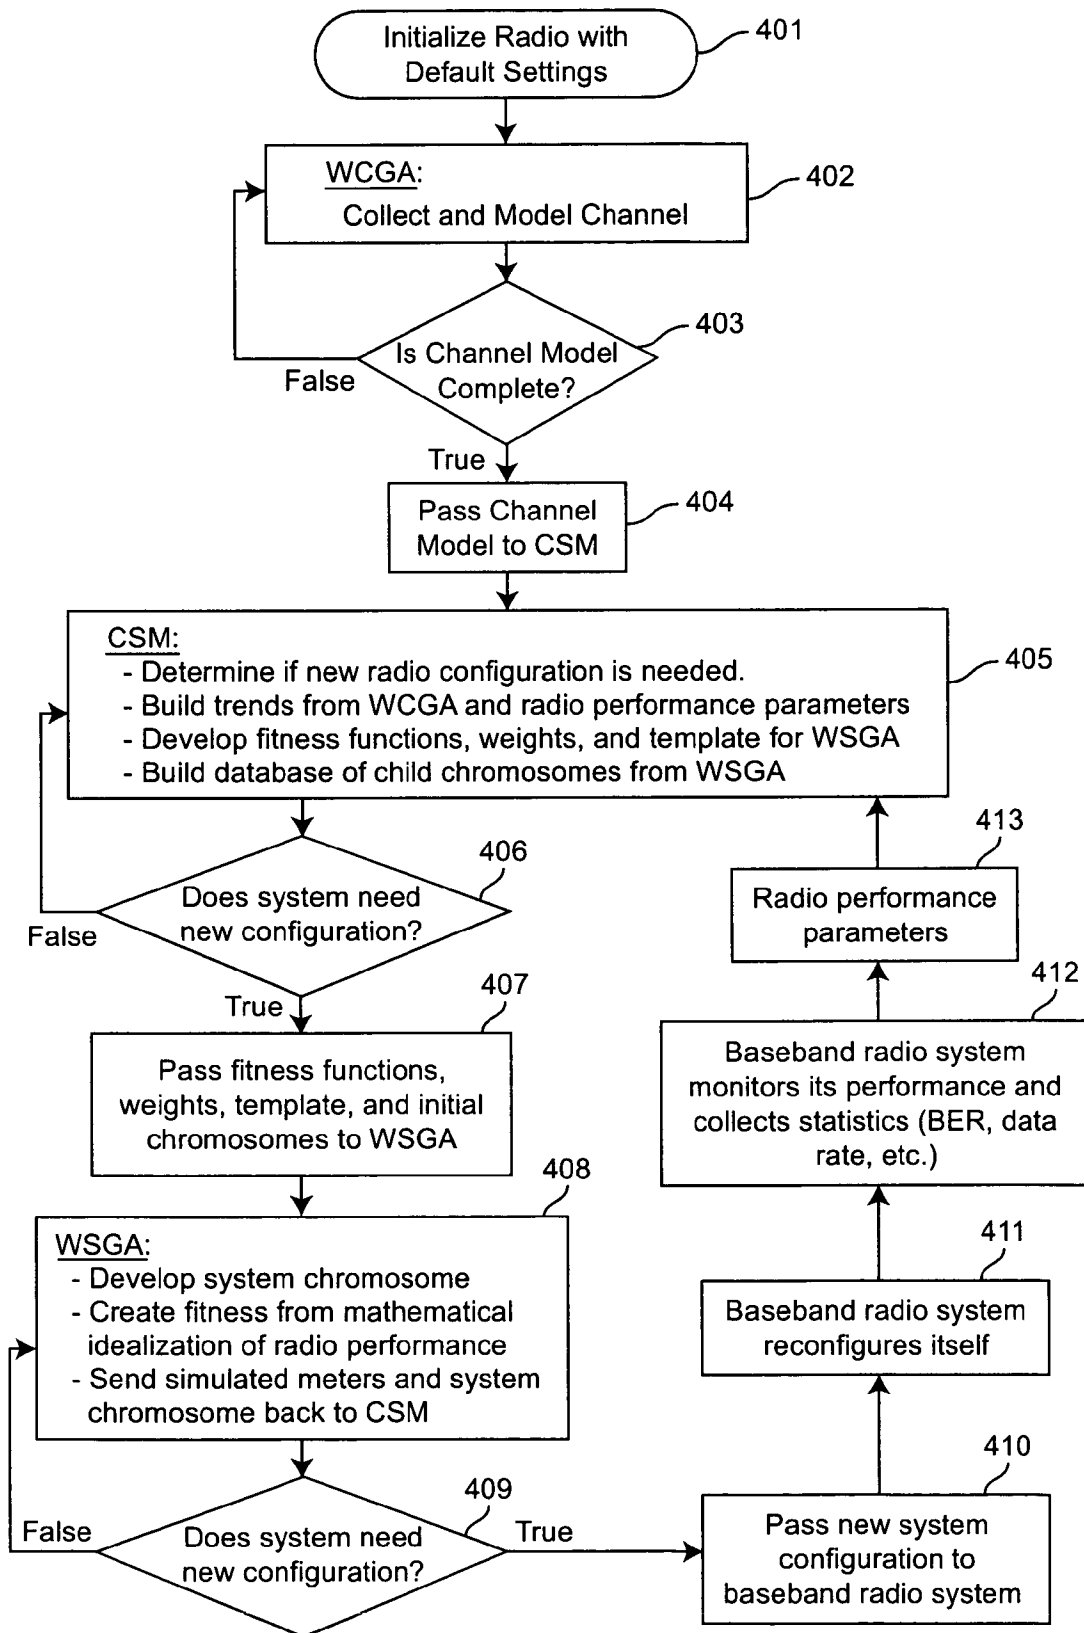 Initialize Radio with
Default Settings
401
WCGA:
Collect and Model Channel
402
Is Channel Model
Complete?
403
False
True
Pass Channel
Model to CSM
404
CSM:
- Determine if new radio configuration is needed.
- Build trends from WCGA and radio performance parameters
- Develop fitness functions, weights, and template for WSGA
- Build database of child chromosomes from WSGA
405
Does system need
new configuration?
406
False
True
Pass fitness functions,
weights, template, and initial
chromosomes to WSGA
407
WSGA:
- Develop system chromosome
- Create fitness from mathematical
idealization of radio performance
- Send simulated meters and system
chromosome back to CSM
408
Does system need
new configuration?
409
False
True
Pass new system
configuration to
baseband radio system
410
Baseband radio system
reconfigures itself
411
Baseband radio system
monitors its performance and
collects statistics (BER, data
rate, etc.)
412
Radio performance
parameters
413